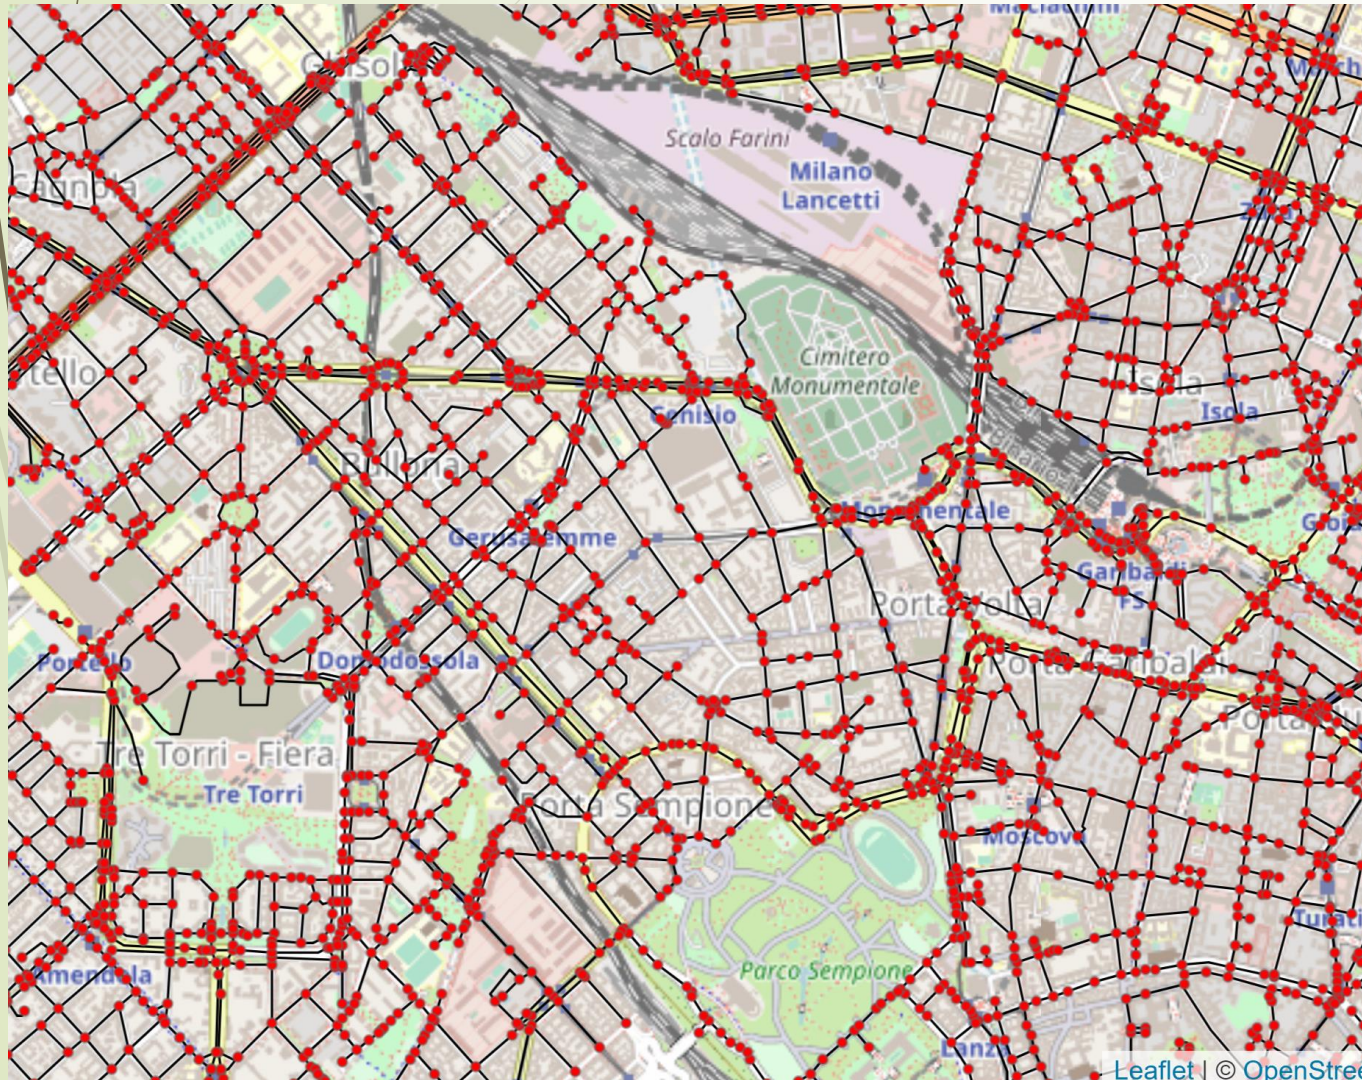 Scalo Farini
Milano
Lancetti
Cimitero
Monumentale
Isola
Isola
Cenisio
Bullona
Monumentale
Gerusalemme
Garibaldi
FS
Porta Volta
Portello
Domodossola
Porta Garibaldi
Tre Torri - Fiera
Tre Torri
Porta Sempione
Moscova
Turati
Amendola
Parco Sempione
Lanza
Leaflet | © OpenStree